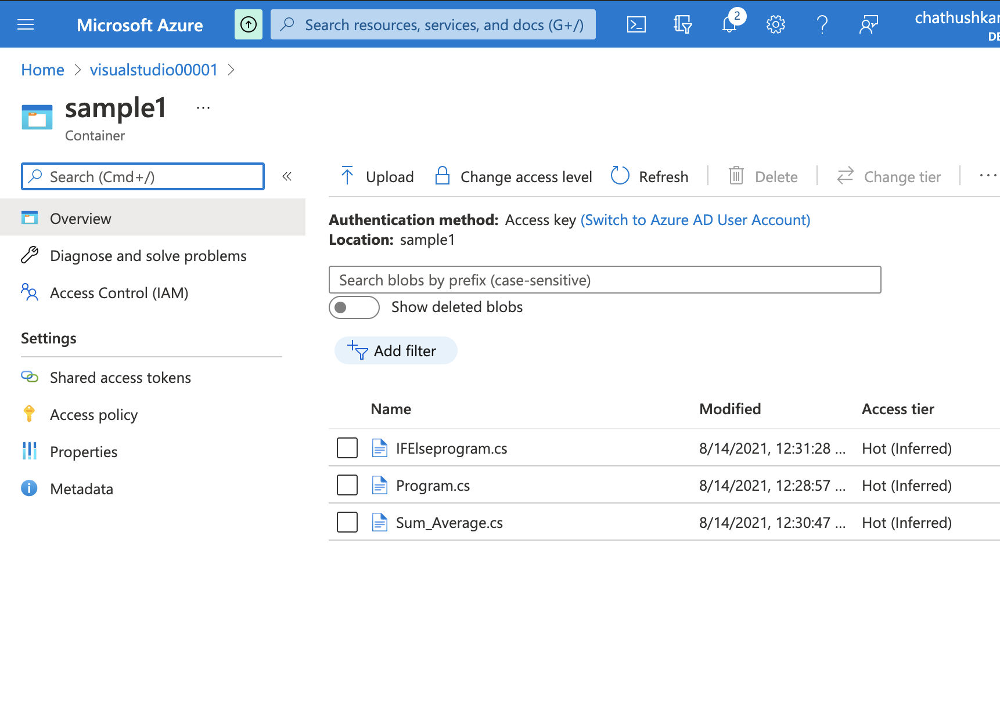 Microsoft Azure
Search resources, services, and docs (G+/)
2
chathushkar
DE
Home > visualstudio00001 >
sample1 ...
Container
Search (Cmd+/)
«
Upload Change access level Refresh Delete Change tier ...
Overview
Diagnose and solve problems
Access Control (IAM)
Settings
Shared access tokens
Access policy
Properties
Metadata
Authentication method: Access key (Switch to Azure AD User Account)
Location: sample1
Search blobs by prefix (case-sensitive)
Show deleted blobs
Add filter
Name Modified Access tier
IFElseprogram.cs 8/14/2021, 12:31:28 ... Hot (Inferred)
Program.cs 8/14/2021, 12:28:57 ... Hot (Inferred)
Sum_Average.cs 8/14/2021, 12:30:47 ... Hot (Inferred)